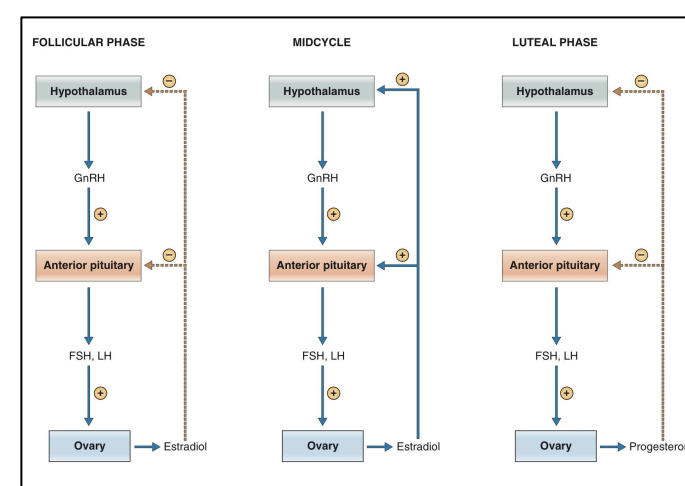 FOLLICULAR PHASE
Hypothalamus
−
GnRH
+
Anterior pituitary
−
FSH, LH
+
Ovary
Estradiol
MIDCYCLE
Hypothalamus
+
GnRH
+
Anterior pituitary
+
FSH, LH
+
Ovary
Estradiol
LUTEAL PHASE
Hypothalamus
−
GnRH
+
Anterior pituitary
−
FSH, LH
+
Ovary
Progesteron